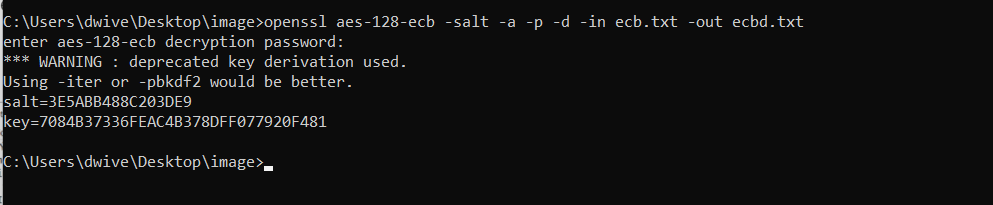 C:\Users\dwive\Desktop\image>openssl aes-128-ecb -salt -a -p -d -in ecb.txt -out ecbd.txt
enter aes-128-ecb decryption password:
*** WARNING : deprecated key derivation used.
Using -iter or -pbkdf2 would be better.
salt=3E5ABB488C203DE9
key=7084B37336FEAC4B378DFF077920F481
C:\Users\dwive\Desktop\image>